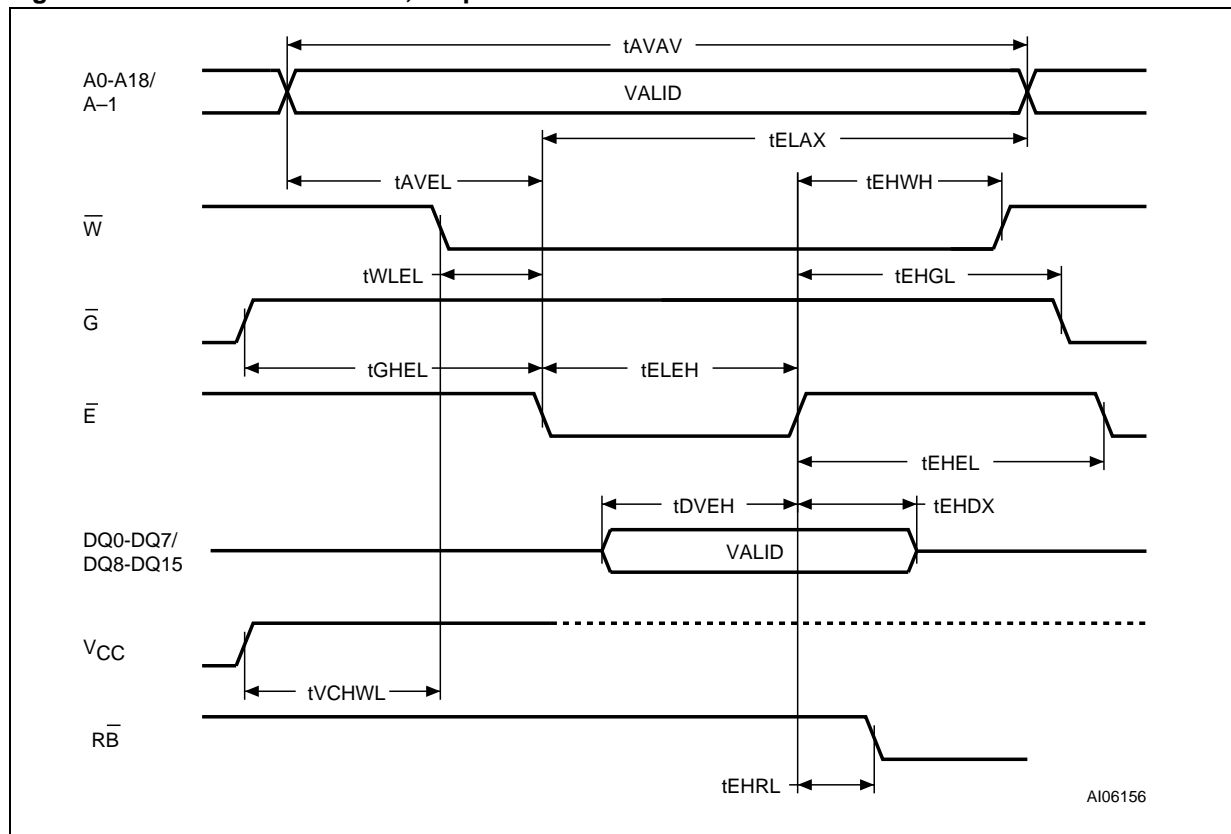 tAVAV
A0-A18/
A–1
VALID
tELAX
tAVEL
tEHWH
W̅
tWLEL
tEHGL
G̅
tGHEL
tELEH
E̅
tEHEL
tDVEH
tEHDX
DQ0-DQ7/
DQ8-DQ15
VALID
VCC
tVCHWL
RB̅
tEHRL
AI06156